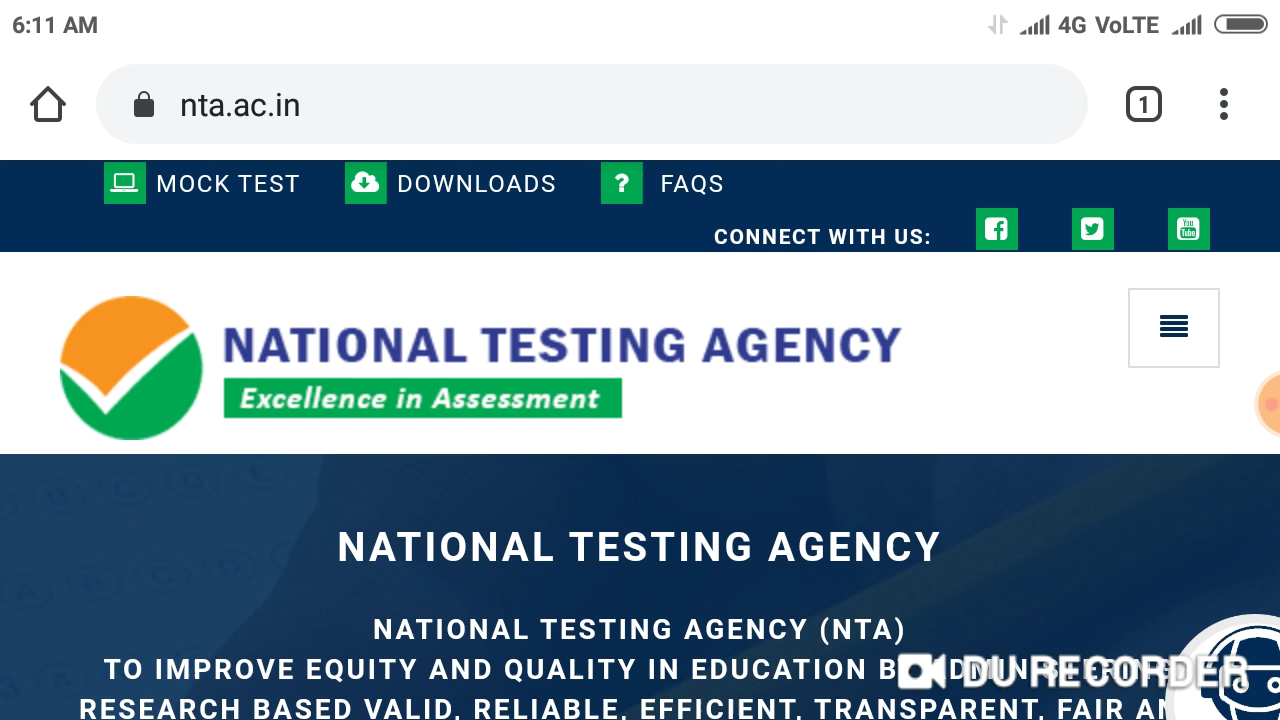 6:11 AM 4G VoLTE
nta.ac.in 1
MOCK TEST DOWNLOADS ? FAQS
CONNECT WITH US: You Tube
NATIONAL TESTING AGENCY
Excellence in Assessment
NATIONAL TESTING AGENCY
NATIONAL TESTING AGENCY (NTA)
TO IMPROVE EQUITY AND QUALITY IN EDUCATION
DU RECORDER
RESEARCH BASED VALID, RELIABLE, EFFICIENT, TRANSPARENT, FAIR